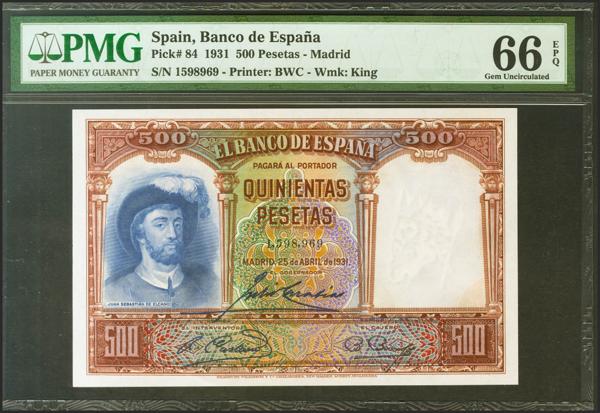 PMG
PAPER MONEY GUARANTY
Spain, Banco de España
Pick# 84 1931 500 Pesetas - Madrid
S/N 1598969 - Printer: BWC - Wmk: King
66 EPQ
Gem Uncirculated
500 500
EL BANCO DE ESPAÑA
PAGARÁ AL PORTADOR
QUINIENTAS
PESETAS
1,598,969
MADRID, 25 de ABRIL de 1931
EL GOBERNADOR
JUAN SEBASTIÁN DE ELCANO
EL INTERVENTOR
EL CAJERO
500 500